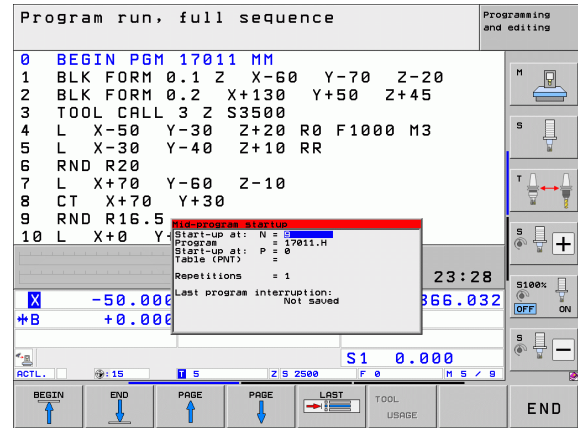 Program run, full sequence
Programming
and editing
0 BEGIN PGM 17011 MM
1 BLK FORM 0.1 Z X-60 Y-70 Z-20
2 BLK FORM 0.2 X+130 Y+50 Z+45
3 TOOL CALL 3 Z S3500
4 L X-50 Y-30 Z+20 R0 F1000 M3
5 L X-30 Y-40 Z+10 RR
6 RND R20
7 L X+70 Y-60 Z-10
8 CT X+70 Y+30
9 RND R16.5
10 L X+0 Y
Mid-program startup
Start-up at: N = 9
Program = 17011.H
Start-up at: P = 0
Table (PNT) =
Repetitions = 1
Last program interruption:
Not saved
23:28
X -50.000
366.032
B +0.000
S1 0.000
ACTL. : 15 T 5 Z S 2500 F 0 M 5 / 9
M
S
T
S
S100%
OFF ON
S
BEGIN
END
PAGE
PAGE
LAST
TOOL
USAGE
END